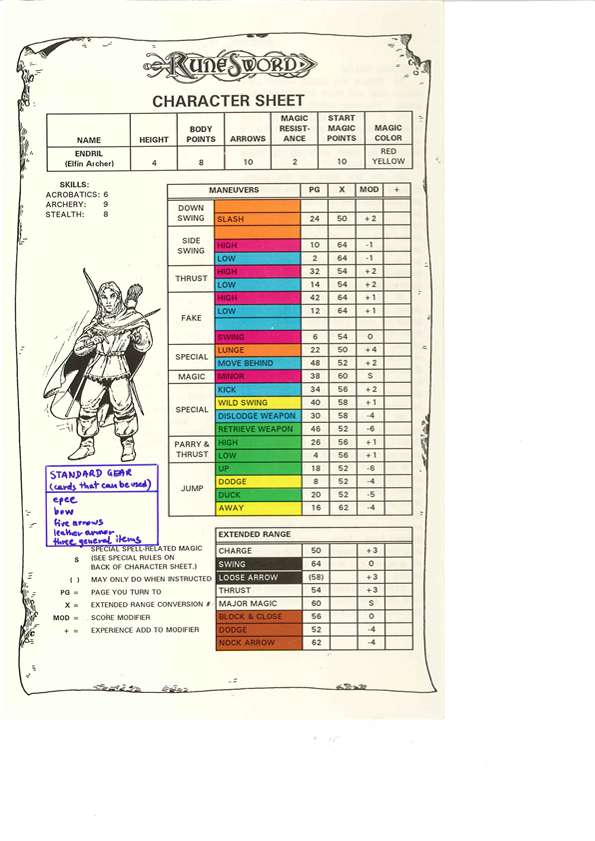 RUNESWORD
CHARACTER SHEET
NAME HEIGHT BODY POINTS ARROWS MAGIC RESIST-ANCE START MAGIC POINTS MAGIC COLOR
ENDRIL (Elfin Archer) 4 8 10 2 10 RED YELLOW
SKILLS:
ACROBATICS: 6
ARCHERY: 9
STEALTH: 8
MANEUVERS PG X MOD +
DOWN SWING
SLASH 24 50 +2
SIDE SWING
HIGH 10 64 -1
LOW 2 64 -1
THRUST
HIGH 32 54 +2
LOW 14 54 +2
FAKE
HIGH 42 64 +1
LOW 12 64 +1
SWING 6 54 0
SPECIAL
LUNGE 22 50 +4
MOVE BEHIND 48 52 +2
MAGIC MINOR 38 60 S
SPECIAL
KICK 34 56 +2
WILD SWING 40 58 +1
DISLODGE WEAPON 30 58 -4
RETRIEVE WEAPON 46 52 -6
PARRY & THRUST
HIGH 26 56 +1
LOW 4 56 +1
JUMP
UP 18 52 -6
DODGE 8 52 -4
DUCK 20 52 -5
AWAY 16 62 -4
STANDARD GEAR
(cards that can be used)
epee
bow
five arrows
leather armor
three general items
S SPECIAL SPELL-RELATED MAGIC
(SEE SPECIAL RULES ON
BACK OF CHARACTER SHEET.)
( ) MAY ONLY DO WHEN INSTRUCTED
PG = PAGE YOU TURN TO
X = EXTENDED RANGE CONVERSION #
MOD = SCORE MODIFIER
+ = EXPERIENCE ADD TO MODIFIER
EXTENDED RANGE
CHARGE 50 +3
SWING 64 0
LOOSE ARROW (58) +3
THRUST 54 +3
MAJOR MAGIC 60 S
BLOCK & CLOSE 56 0
DODGE 52 -4
NOCK ARROW 62 -4